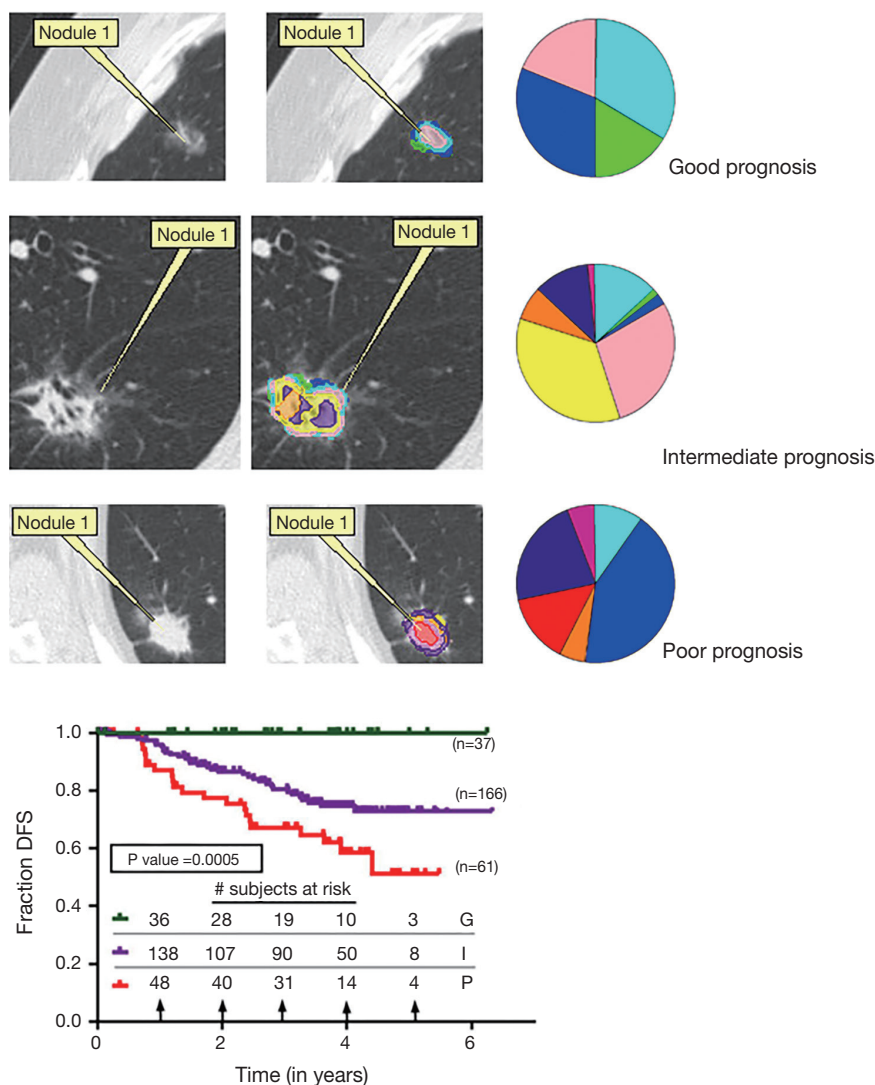 Nodule 1
Nodule 1
Good prognosis
Nodule 1
Nodule 1
Intermediate prognosis
Nodule 1
Nodule 1
Poor prognosis
1.0
(n=37)
0.8
(n=166)
0.6
P value =0.0005
(n=61)
# subjects at risk
0.4
36 28 19 10 3 G
138 107 90 50 8 I
0.2
48 40 31 14 4 P
0.0
0 2 4 6
Fraction DFS
Time (in years)